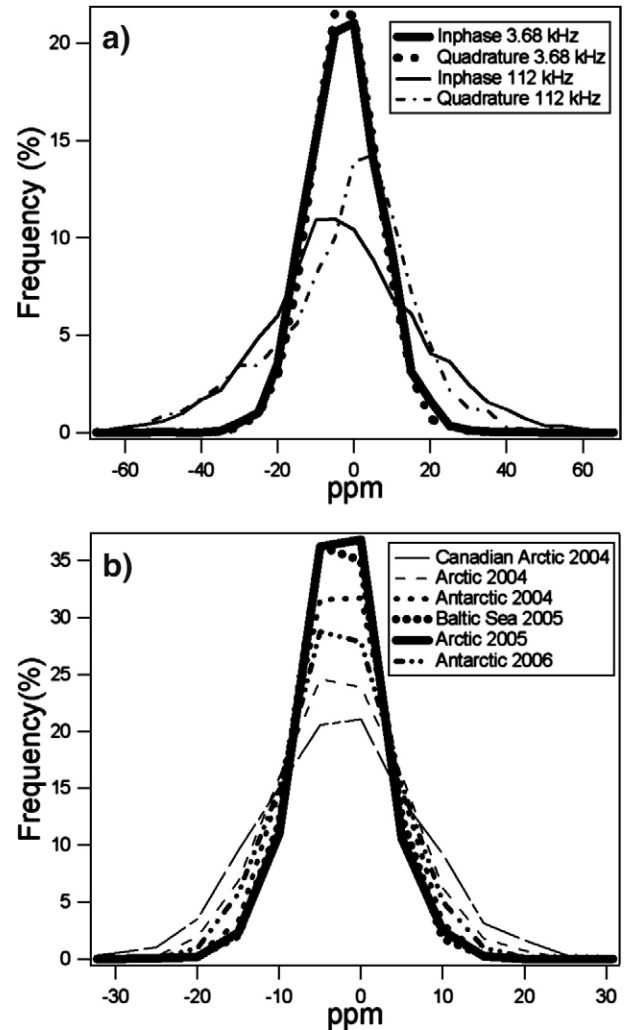 a)
Inphase 3.68 kHz
Quadrature 3.68 kHz
Inphase 112 kHz
Quadrature 112 kHz
Frequency (%)
20
15
10
5
0
-60 -40 -20 0 20 40 60
ppm
b)
Canadian Arctic 2004
Arctic 2004
Antarctic 2004
Baltic Sea 2005
Arctic 2005
Antarctic 2006
Frequency(%)
35
30
25
20
15
10
5
0
-30 -20 -10 0 10 20 30
ppm